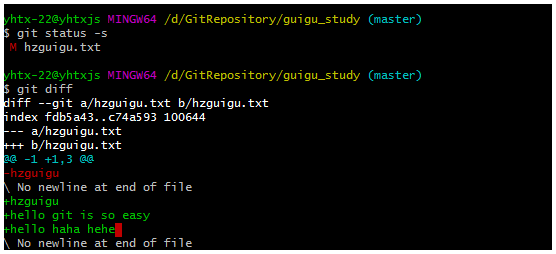 yhtx-22@yhtxjs MINGW64 /d/GitRepository/guigu_study (master)
$ git status -s
 M hzguigu.txt
yhtx-22@yhtxjs MINGW64 /d/GitRepository/guigu_study (master)
$ git diff
diff --git a/hzguigu.txt b/hzguigu.txt
index fdb5a43..c74a593 100644
--- a/hzguigu.txt
+++ b/hzguigu.txt
@@ -1 +1,3 @@
-hzguigu
\ No newline at end of file
+hzguigu
+hello git is so easy
+hello haha hehe
\ No newline at end of file